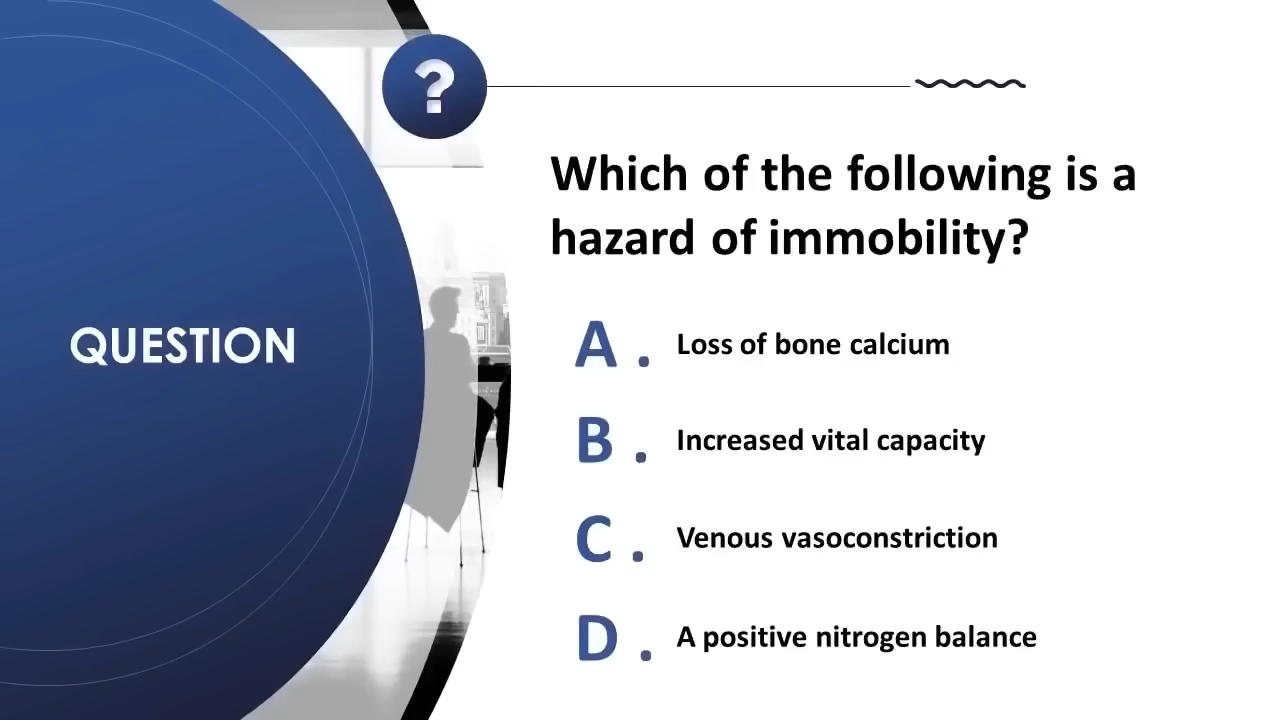 ?
QUESTION
Which of the following is a
hazard of immobility?
A . Loss of bone calcium
B . Increased vital capacity
C . Venous vasoconstriction
D . A positive nitrogen balance